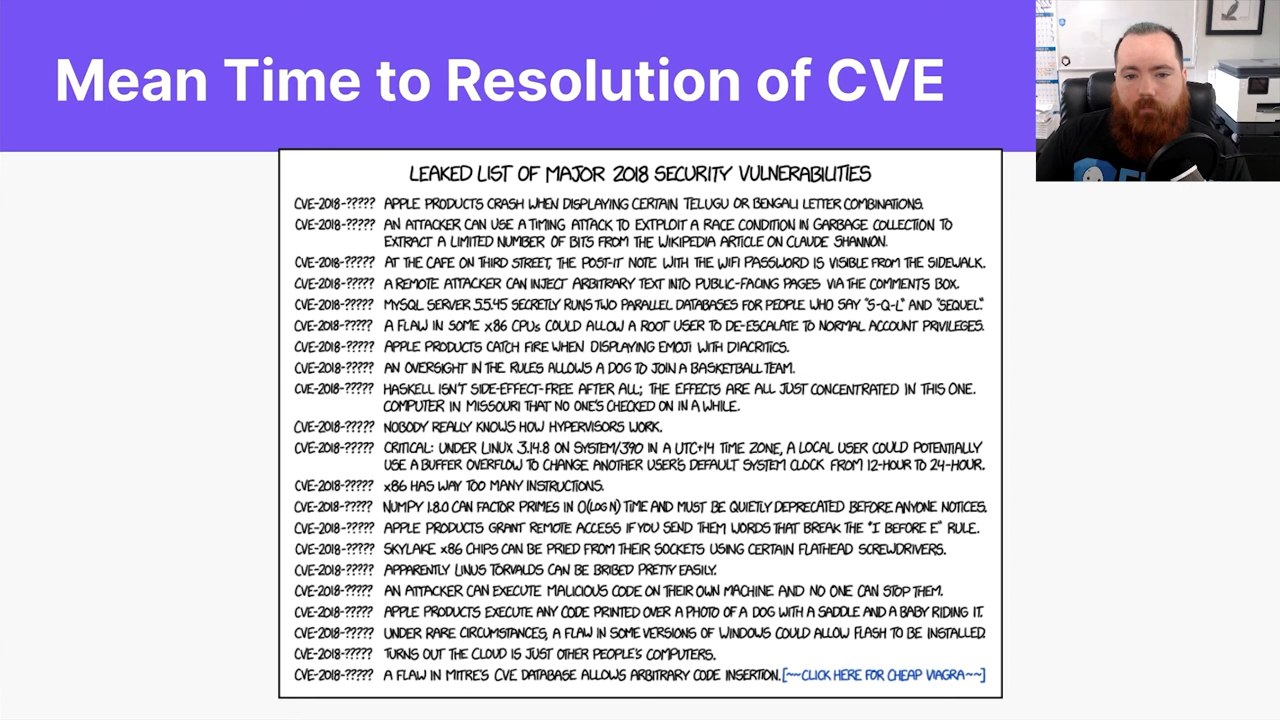 Mean Time to Resolution of CVE
LEAKED LIST OF MAJOR 2018 SECURITY VULNERABILITIES
CVE-2018-????? APPLE PRODUCTS CRASH WHEN DISPLAYING CERTAIN TELUGU OR BENGALI LETTER COMBINATIONS.
CVE-2018-????? AN ATTACKER CAN USE A TIMING ATTACK TO EXTPLOIT A RACE CONDITION IN GARBAGE COLLECTION TO
EXTRACT A LIMITED NUMBER OF BITS FROM THE WIKIPEDIA ARTICLE ON CLAUDE SHANNON.
CVE-2018-????? AT THE CAFE ON THIRD STREET, THE POST-IT NOTE WITH THE WIFI PASSWORD IS VISIBLE FROM THE SIDEWALK.
CVE-2018-????? A REMOTE ATTACKER CAN INJECT ARBITRARY TEXT INTO PUBLIC-FACING PAGES VIA THE COMMENTS BOX.
CVE-2018-????? MYSQL SERVER 5.5.45 SECRETLY RUNS TWO PARALLEL DATABASES FOR PEOPLE WHO SAY "S-Q-L" AND "SEQUEL."
CVE-2018-????? A FLAW IN SOME x86 CPUs COULD ALLOW A ROOT USER TO DE-ESCALATE TO NORMAL ACCOUNT PRIVILEGES.
CVE-2018-????? APPLE PRODUCTS CATCH FIRE WHEN DISPLAYING EMOJI WITH DIACRITICS.
CVE-2018-????? AN OVERSIGHT IN THE RULES ALLOWS A DOG TO JOIN A BASKETBALL TEAM.
CVE-2018-????? HASKELL ISN'T SIDE-EFFECT-FREE AFTER ALL; THE EFFECTS ARE ALL JUST CONCENTRATED IN THIS ONE.
COMPUTER IN MISSOURI THAT NO ONE'S CHECKED ON IN A WHILE.
CVE-2018-????? NOBODY REALLY KNOWS HOW HYPERVISORS WORK.
CVE-2018-????? CRITICAL: UNDER LINUX 3.14.8 ON SYSTEM/390 IN A UTC+14 TIME ZONE, A LOCAL USER COULD POTENTIALLY
USE A BUFFER OVERFLOW TO CHANGE ANOTHER USER'S DEFAULT SYSTEM CLOCK FROM 12-HOUR TO 24-HOUR.
CVE-2018-????? x86 HAS WAY TOO MANY INSTRUCTIONS.
CVE-2018-????? NUMPY 1.8.0 CAN FACTOR PRIMES IN O(LOG N) TIME AND MUST BE QUIETLY DEPRECATED BEFORE ANYONE NOTICES.
CVE-2018-????? APPLE PRODUCTS GRANT REMOTE ACCESS IF YOU SEND THEM WORDS THAT BREAK THE "I BEFORE E" RULE.
CVE-2018-????? SKYLAKE x86 CHIPS CAN BE PRIED FROM THEIR SOCKETS USING CERTAIN FLATHEAD SCREWDRIVERS.
CVE-2018-????? APPARENTLY LINUS TORVALDS CAN BE BRIBED PRETTY EASILY.
CVE-2018-????? AN ATTACKER CAN EXECUTE MALICIOUS CODE ON THEIR OWN MACHINE AND NO ONE CAN STOP THEM.
CVE-2018-????? APPLE PRODUCTS EXECUTE ANY CODE PRINTED OVER A PHOTO OF A DOG WITH A SADDLE AND A BABY RIDING IT.
CVE-2018-????? UNDER RARE CIRCUMSTANCES, A FLAW IN SOME VERSIONS OF WINDOWS COULD ALLOW FLASH TO BE INSTALLED.
CVE-2018-????? TURNS OUT THE CLOUD IS JUST OTHER PEOPLE'S COMPUTERS.
CVE-2018-????? A FLAW IN MITRE'S CVE DATABASE ALLOWS ARBITRARY CODE INSERTION.[~~CLICK HERE FOR CHEAP VIAGRA~~]